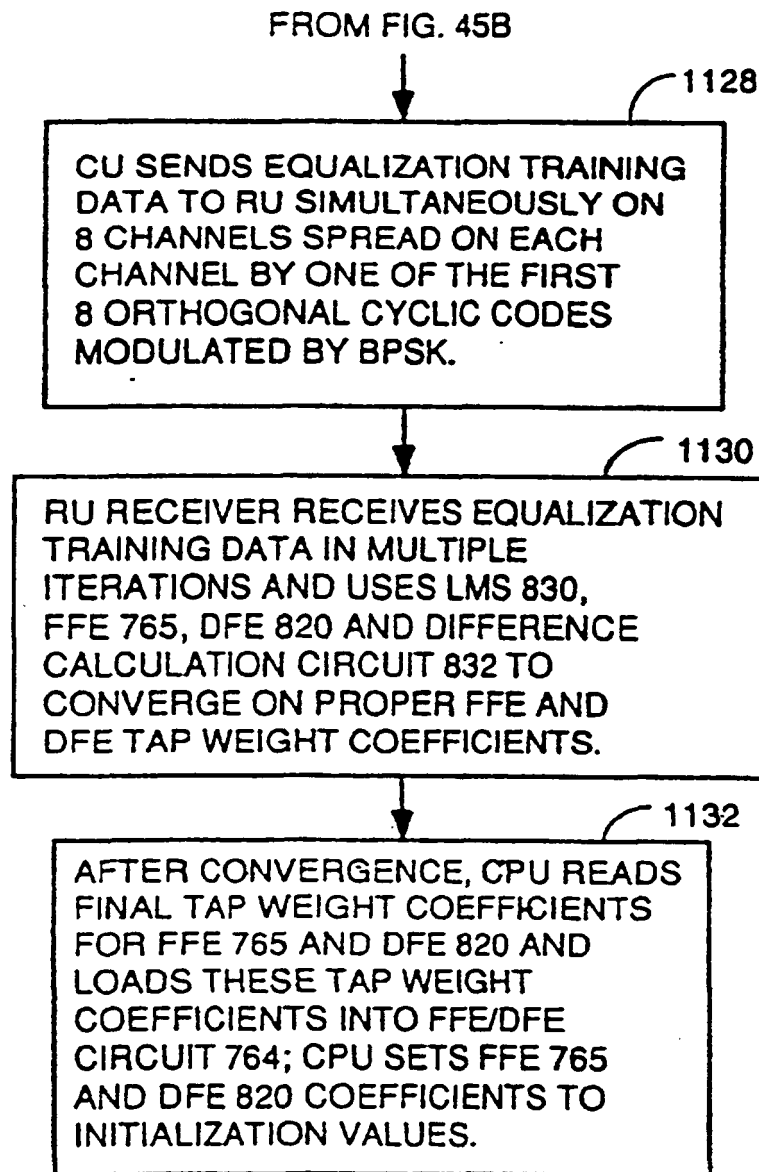 FROM FIG. 45B
1128
CU SENDS EQUALIZATION TRAINING
DATA TO RU SIMULTANEOUSLY ON
8 CHANNELS SPREAD ON EACH
CHANNEL BY ONE OF THE FIRST
8 ORTHOGONAL CYCLIC CODES
MODULATED BY BPSK.
1130
RU RECEIVER RECEIVES EQUALIZATION
TRAINING DATA IN MULTIPLE
ITERATIONS AND USES LMS 830,
FFE 765, DFE 820 AND DIFFERENCE
CALCULATION CIRCUIT 832 TO
CONVERGE ON PROPER FFE AND
DFE TAP WEIGHT COEFFICIENTS.
1132
AFTER CONVERGENCE, CPU READS
FINAL TAP WEIGHT COEFFICIENTS
FOR FFE 765 AND DFE 820 AND
LOADS THESE TAP WEIGHT
COEFFICIENTS INTO FFE/DFE
CIRCUIT 764; CPU SETS FFE 765
AND DFE 820 COEFFICIENTS TO
INITIALIZATION VALUES.